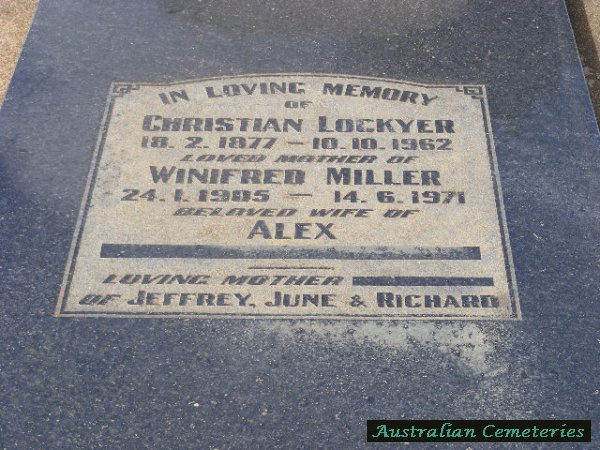 IN LOVING MEMORY
OF
CHRISTIAN LOCKYER
18.2.1877 – 10.10.1962
LOVED MOTHER OF
WINIFRED MILLER
24.1.1905 – 14.6.1971
BELOVED WIFE OF
ALEX
LOVING MOTHER
OF JEFFREY, JUNE & RICHARD
Australian Cemeteries